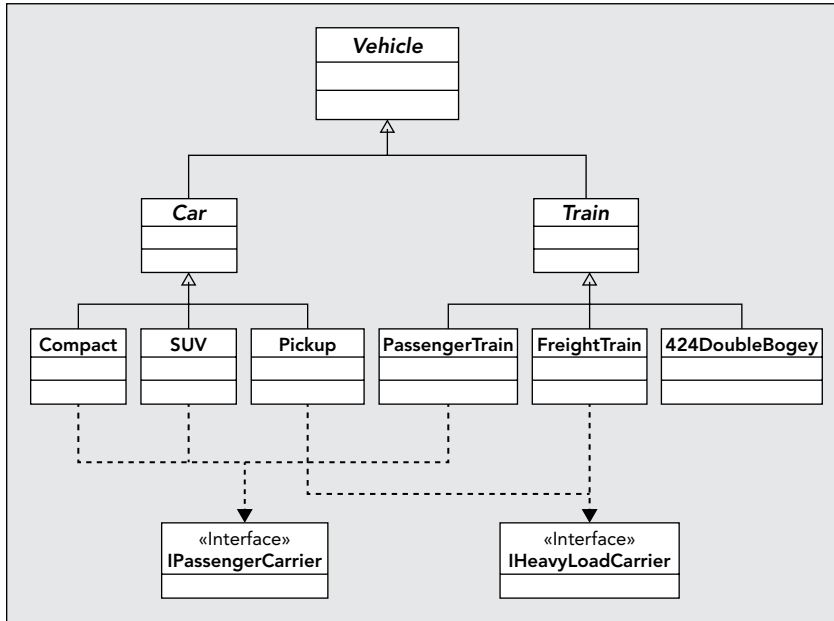 Vehicle
Car
Train
Compact
SUV
Pickup
PassengerTrain
FreightTrain
424DoubleBogey
«Interface»
IPassengerCarrier
«Interface»
IHeavyLoadCarrier